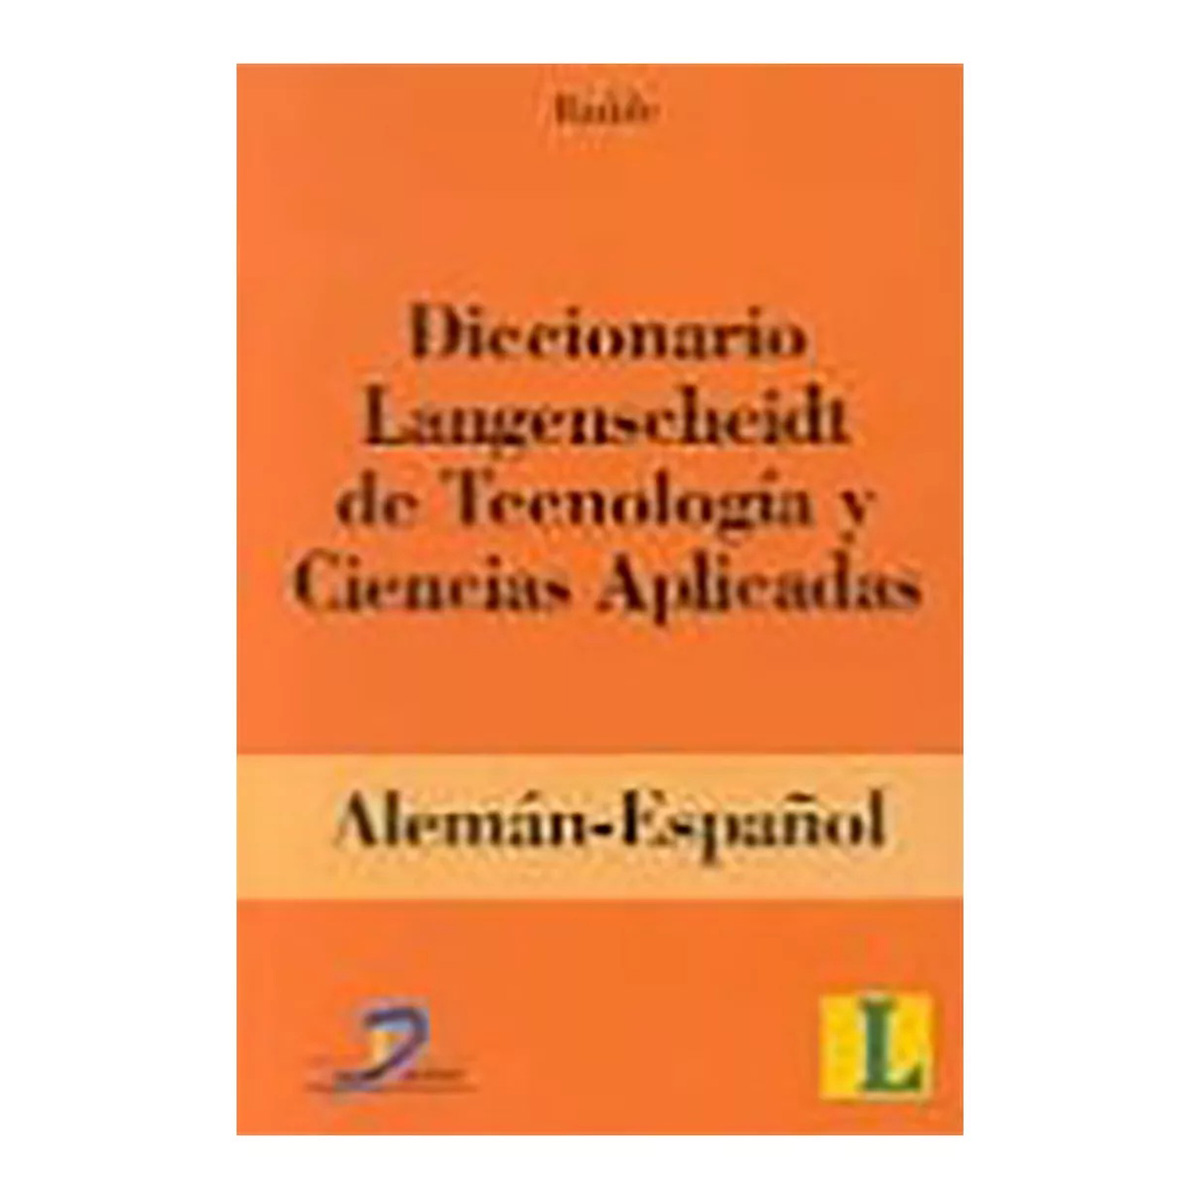 Diccionario
Langenscheidt
de Tecnología y
Ciencias Aplicadas
Alemán-Español
L